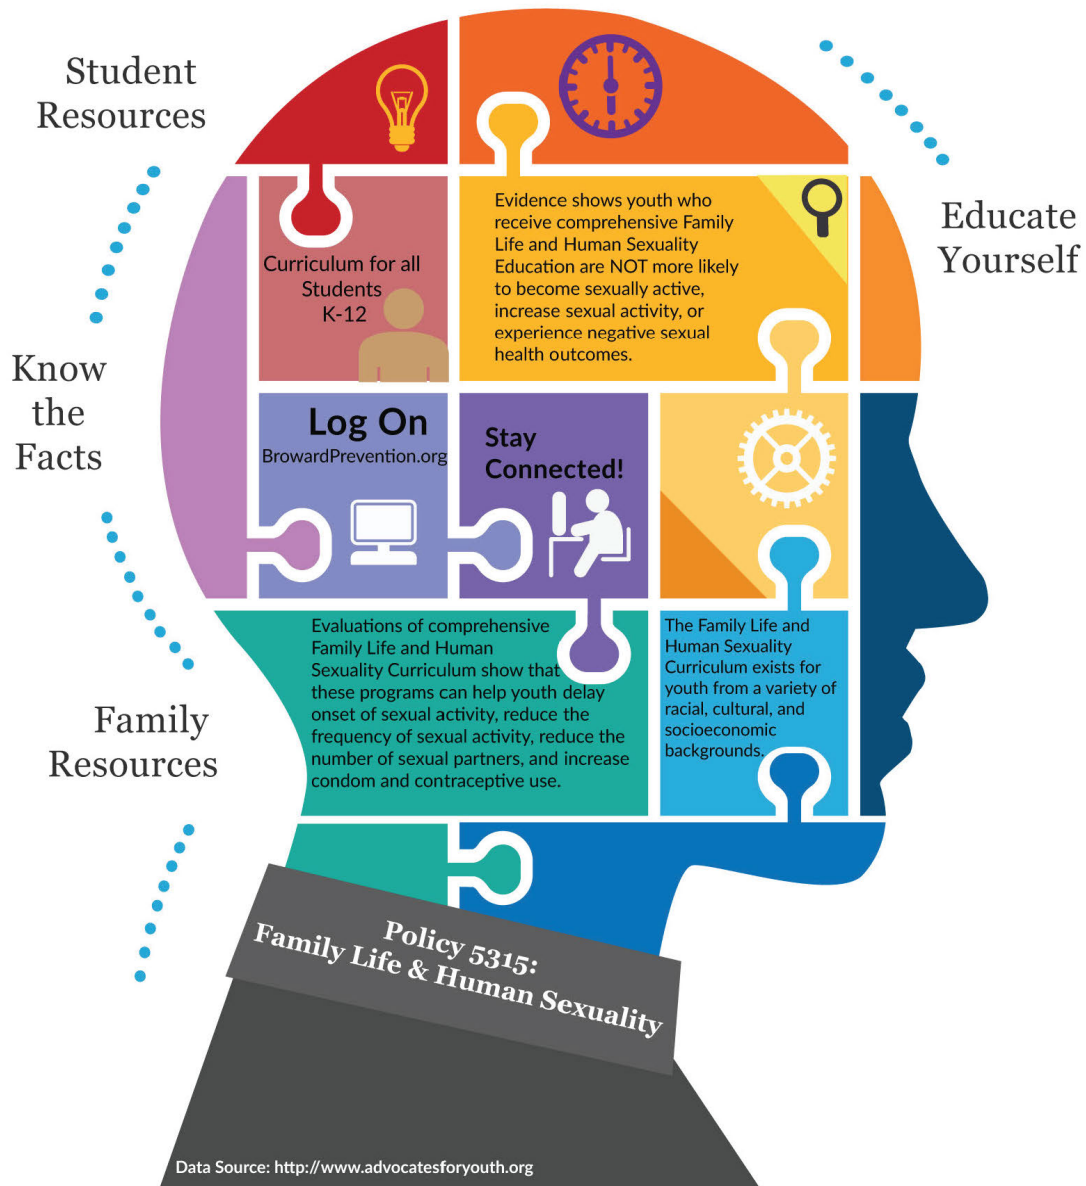 Student
Resources
Educate
Yourself
Know
the
Facts
Family
Resources
Curriculum for all
Students
K-12
Evidence shows youth who
receive comprehensive Family
Life and Human Sexuality
Education are NOT more likely
to become sexually active,
increase sexual activity, or
experience negative sexual
health outcomes.
Log On
BrowardPrevention.org
Stay
Connected!
Evaluations of comprehensive
Family Life and Human
Sexuality Curriculum show that
these programs can help youth delay
onset of sexual activity, reduce the
frequency of sexual activity, reduce the
number of sexual partners, and increase
condom and contraceptive use.
The Family Life and
Human Sexuality
Curriculum exists for
youth from a variety of
racial, cultural, and
socioeconomic
backgrounds.
Policy 5315:
Family Life & Human Sexuality
Data Source: http://www.advocatesforyouth.org